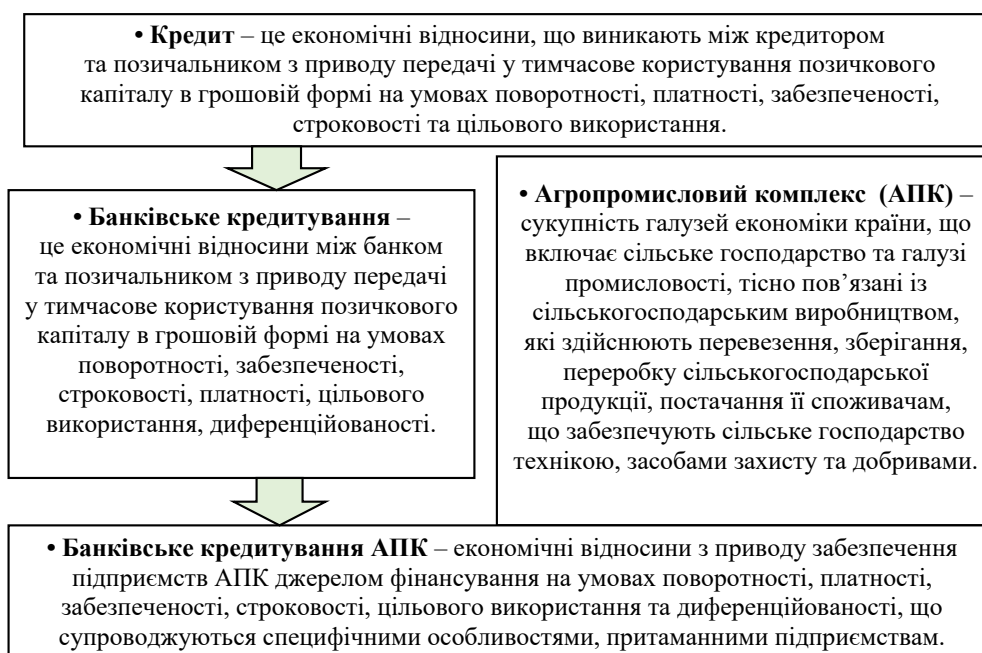 • Кредит – це економічні відносини, що виникають між кредитором
та позичальником з приводу передачі у тимчасове користування позичкового
капіталу в грошовій формі на умовах поворотності, платності, забезпеченості,
строковості та цільового використання.
• Банківське кредитування –
це економічні відносини між банком
та позичальником з приводу передачі
у тимчасове користування позичкового
капіталу в грошовій формі на умовах
поворотності, забезпеченості,
строковості, платності, цільового
використання, диференційованості.
• Агропромисловий комплекс (АПК) –
сукупність галузей економіки країни, що
включає сільське господарство та галузі
промисловості, тісно пов’язані із
сільськогосподарським виробництвом,
які здійснюють перевезення, зберігання,
переробку сільськогосподарської
продукції, постачання її споживачам,
що забезпечують сільське господарство
технікою, засобами захисту та добривами.
• Банківське кредитування АПК – економічні відносини з приводу забезпечення
підприємств АПК джерелом фінансування на умовах поворотності, платності,
забезпеченості, строковості, цільового використання та диференційованості, що
супроводжуються специфічними особливостями, притаманними підприємствам.